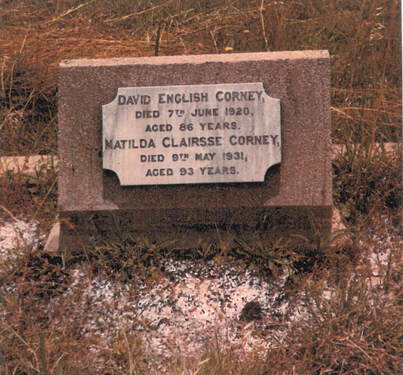 DAVID ENGLISH CORNEY,
DIED 7TH JUNE 1920,
AGED 86 YEARS.
MATILDA CLAIRSSE CORNEY,
DIED 9TH MAY 1931,
AGED 93 YEARS.